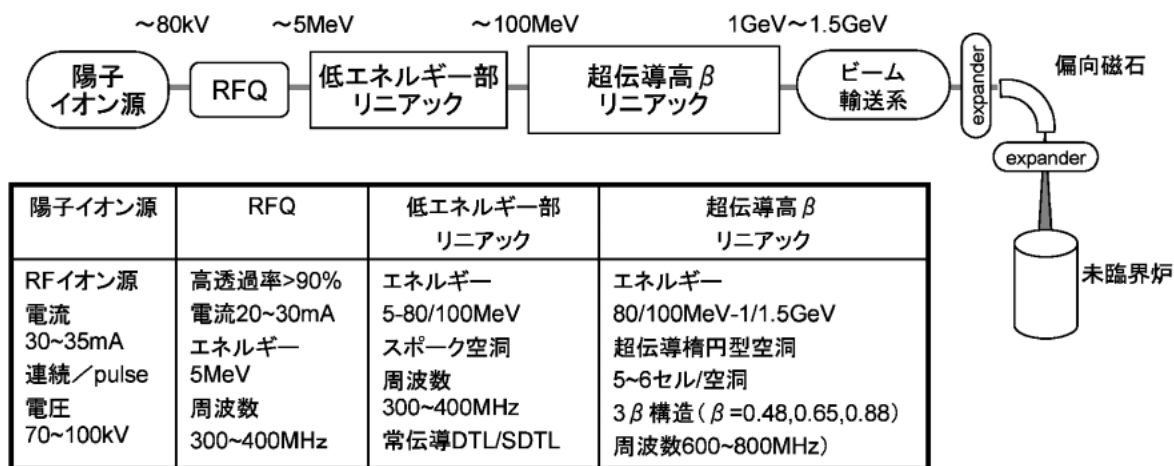 ～80kV ～5MeV ～100MeV 1GeV～1.5GeV
陽子
イオン源
RFQ
低エネルギー部
リニアック
超伝導高β
リニアック
ビーム
輸送系
expander
偏向磁石
expander
未臨界炉
陽子イオン源
RFQ
低エネルギー部
リニアック
超伝導高β
リニアック
RFイオン源
電流
30~35mA
連続／pulse
電圧
70~100kV
高透過率>90%
電流20~30mA
エネルギー
5MeV
周波数
300~400MHz
エネルギー
5-80/100MeV
スポーク空洞
周波数
300~400MHz
常伝導DTL/SDTL
エネルギー
80/100MeV-1/1.5GeV
超伝導楕円型空洞
5~6セル/空洞
3β構造（β=0.48,0.65,0.88）
周波数600~800MHz）